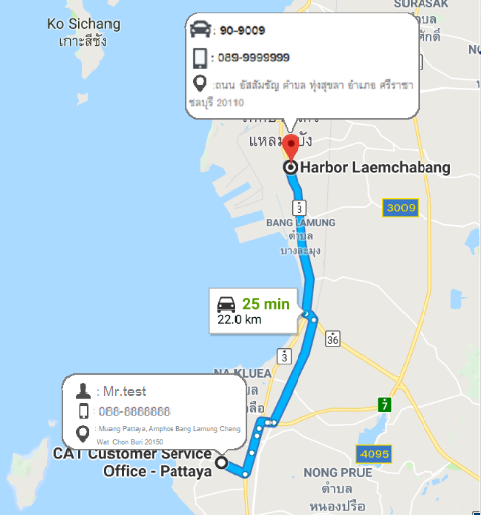 SURASAK
ตำบล
ศักดิ์
Ko Sichang
เกาะสีชัง
: 90-9009
: 089-9999999
:ถนน อัสสัมชัญ ตำบล ทุ่งสุขลา อำเภอ ศรีราชา
ชลบุรี 20110
แหลมฉบัง
Harbor Laemchabang
3
3009
BANG LAMUNG
ตำบล
บางละมุง
25 min
22.0 km
36
3
NA KLUEA
: Mr.test
: 088-8888888
: Muang Pattaya, Amphoe Bang Lamung Chang
Wat Chon Buri 20150
7
CAT Customer Service
Office - Pattaya
4095
NONG PRUE
ตำบล
หนองปรือ